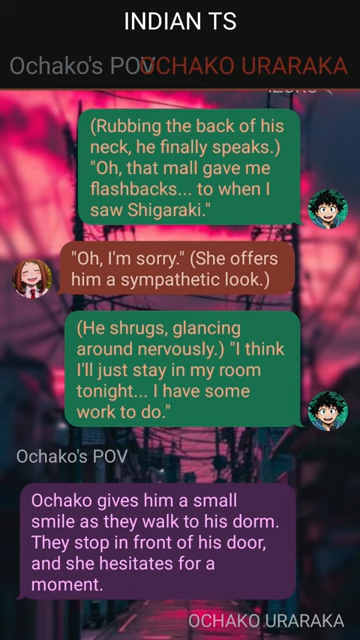 INDIAN TS
Ochako's POV
OCHAKO URARAKA
(Rubbing the back of his
neck, he finally speaks.)
"Oh, that mall gave me
flashbacks... to when I
saw Shigaraki."
"Oh, I'm sorry." (She offers
him a sympathetic look.)
(He shrugs, glancing
around nervously.) "I think
I'll just stay in my room
tonight... I have some
work to do."
Ochako's POV
Ochako gives him a small
smile as they walk to his dorm.
They stop in front of his door,
and she hesitates for a
moment.
OCHAKO URARAKA